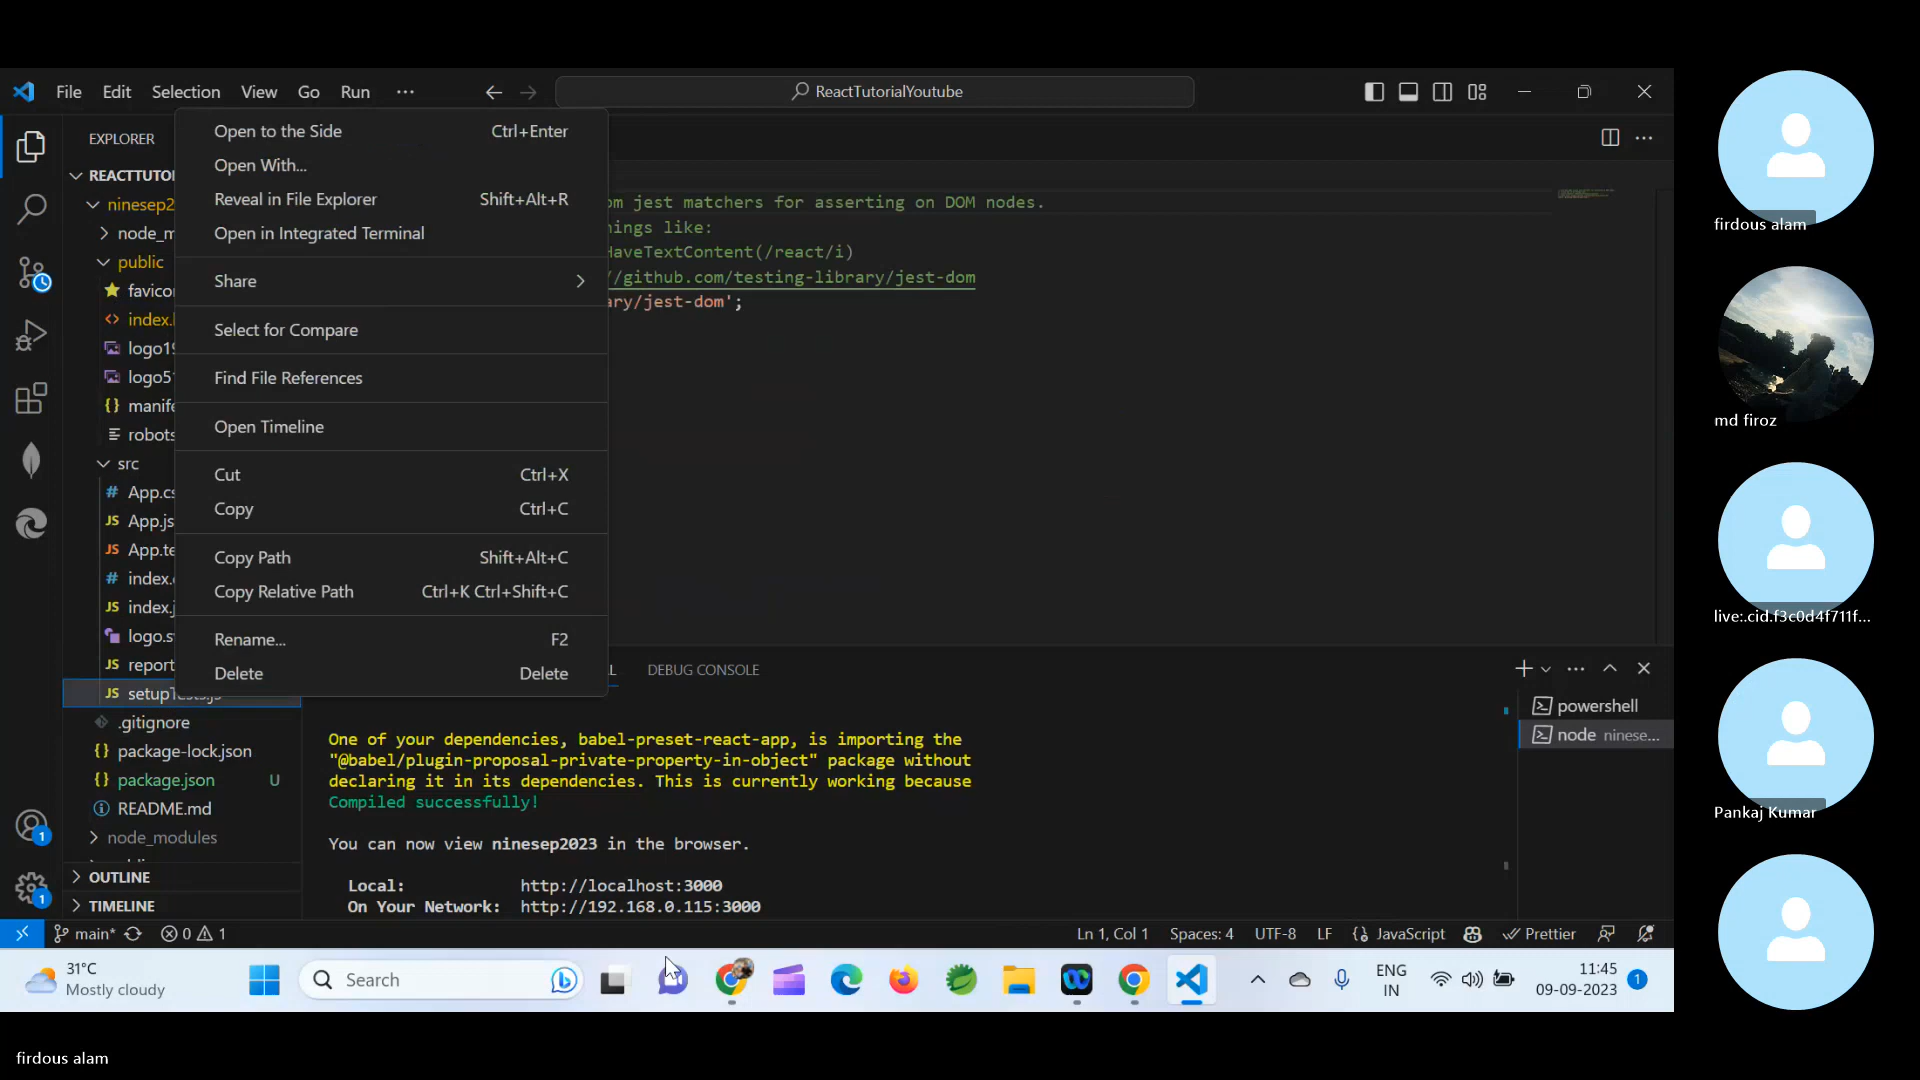 File Edit Selection View Go Run ...
ReactTutorialYoutube
EXPLORER
REACTTUTO
ninesep2
node_m
public
favico
index.
logo19
logo51
manife
robots
src
App.cs
App.js
App.te
index.
index.j
logo.s
report
setupTests.js
.gitignore
package-lock.json
package.json U
README.md
node_modules
OUTLINE
TIMELINE
Open to the Side Ctrl+Enter
Open With...
Reveal in File Explorer Shift+Alt+R
Open in Integrated Terminal
Share
Select for Compare
Find File References
Open Timeline
Cut Ctrl+X
Copy Ctrl+C
Copy Path Shift+Alt+C
Copy Relative Path Ctrl+K Ctrl+Shift+C
Rename... F2
Delete Delete
om jest matchers for asserting on DOM nodes.
ings like:
HaveTextContent(/react/i)
/github.com/testing-library/jest-dom
ary/jest-dom';
L DEBUG CONSOLE
powershell
node ninese...
One of your dependencies, babel-preset-react-app, is importing the
"@babel/plugin-proposal-private-property-in-object" package without
declaring it in its dependencies. This is currently working because
Compiled successfully!
You can now view ninesep2023 in the browser.
Local: http://localhost:3000
On Your Network: http://192.168.0.115:3000
main* 0 1
Ln 1, Col 1 Spaces: 4 UTF-8 LF {} JavaScript Prettier
31°C
Mostly cloudy
Search
ENG
IN
11:45
09-09-2023
1
firdous alam
md firoz
live:.cid.f3c0d4f711f...
Pankaj Kumar
firdous alam